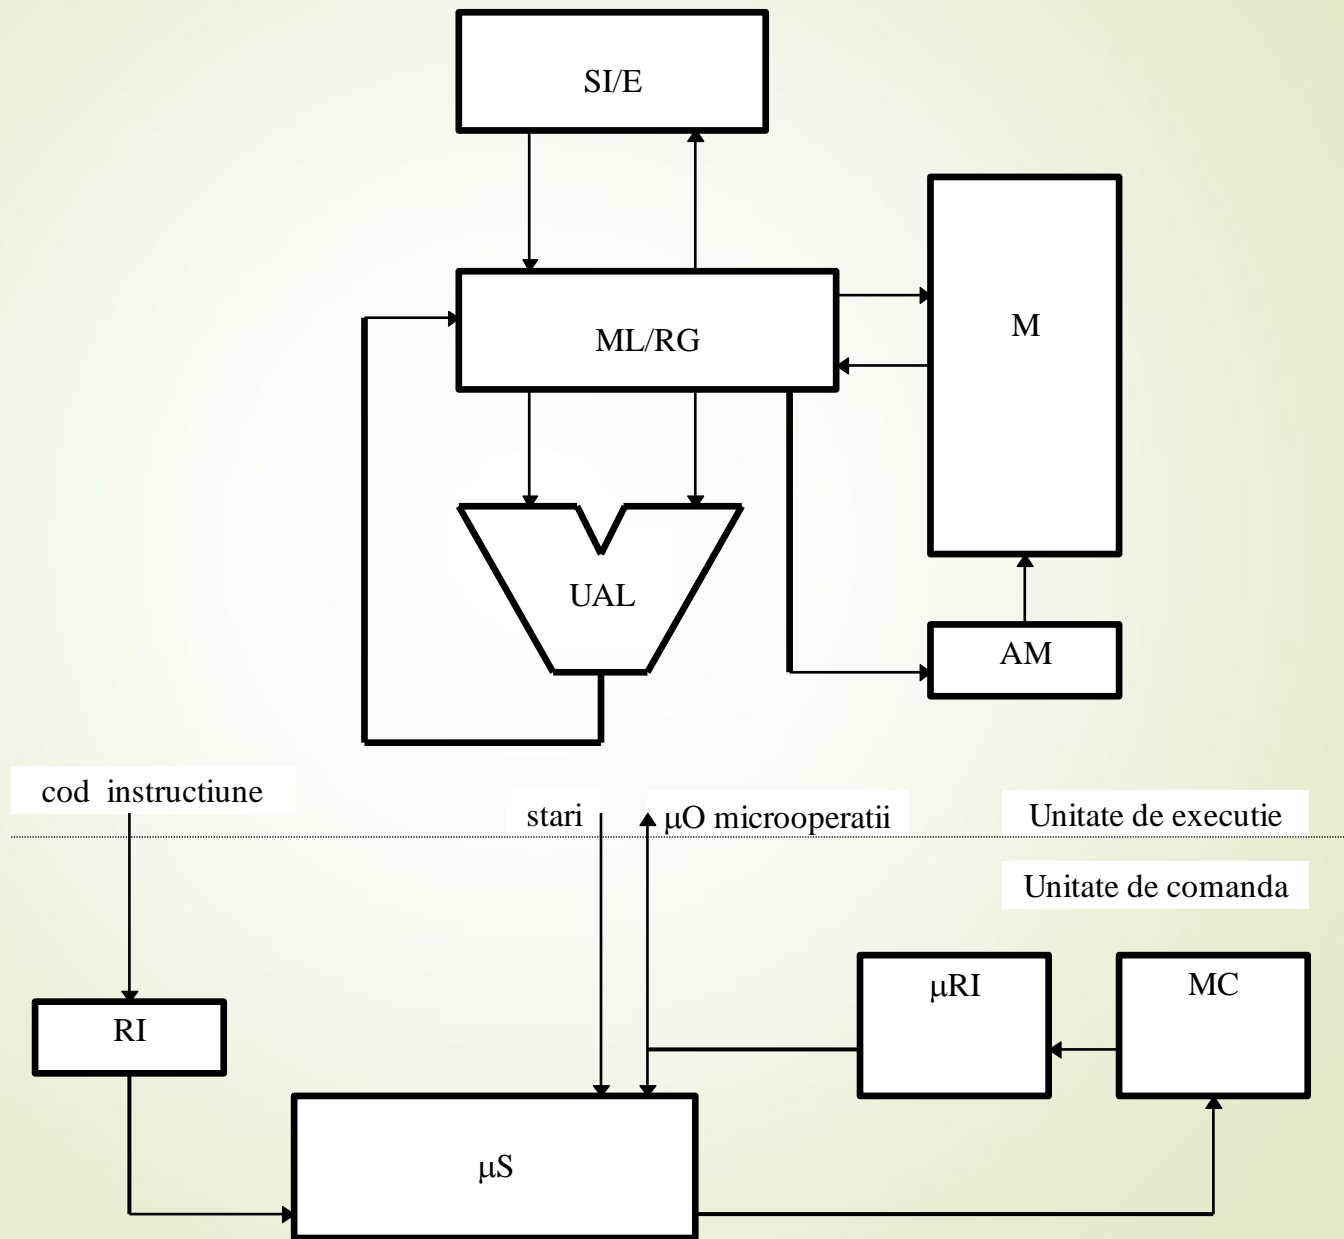 SI/E
ML/RG
M
UAL
AM
cod instructiune
stari
μO microoperatii
Unitate de executie
Unitate de comanda
μRI
MC
RI
μS